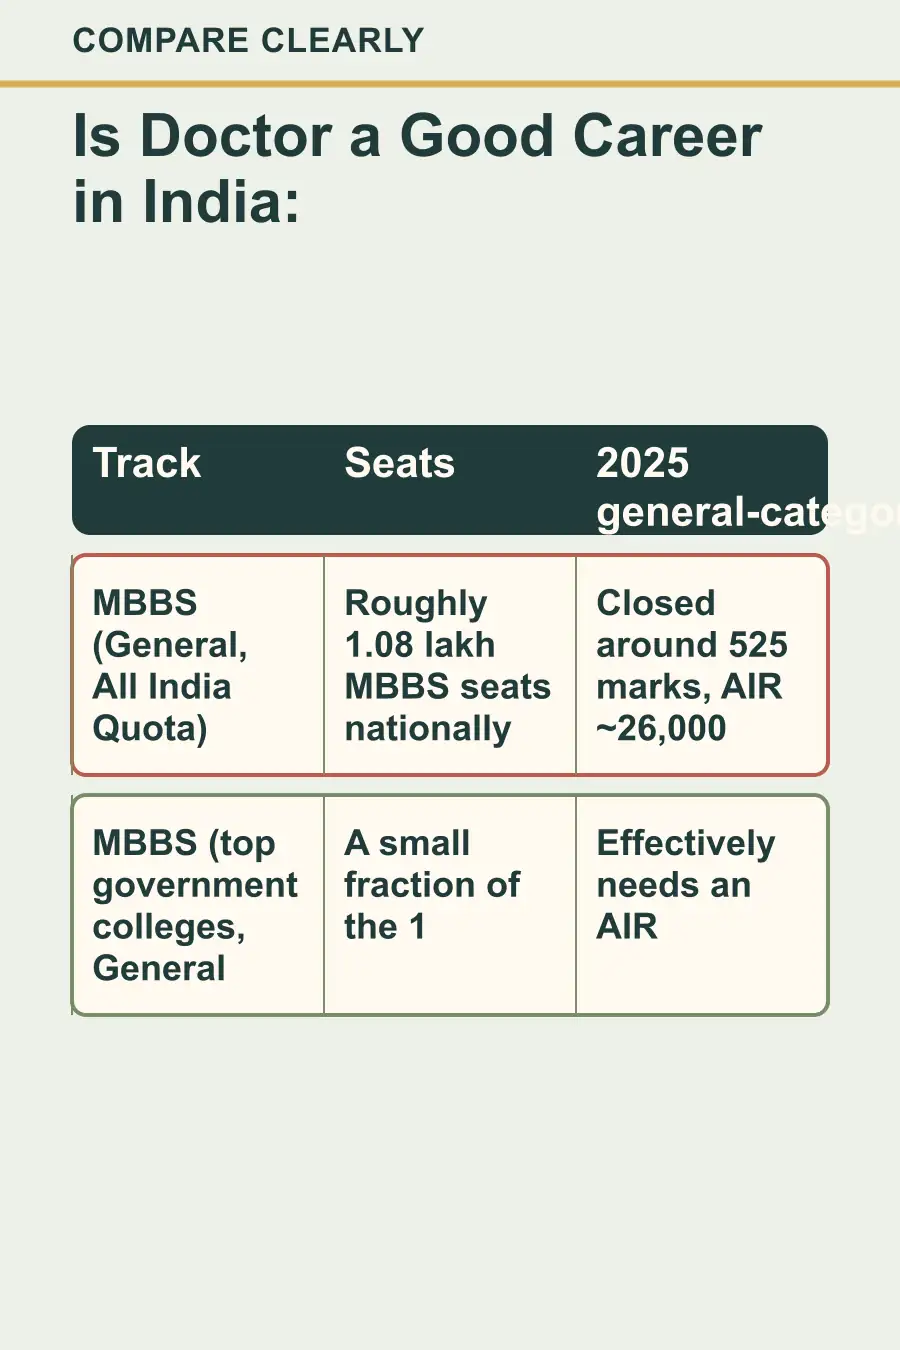 COMPARE CLEARLY
Is Doctor a Good Career
in India:
Track
Seats
2025
general-catego
MBBS
(General,
All India
Quota)
Roughly
1.08 lakh
MBBS seats
nationally
Closed
around 525
marks, AIR
~26,000
MBBS (top
government
colleges,
General
A small
fraction of
the 1
Effectively
needs an
AIR